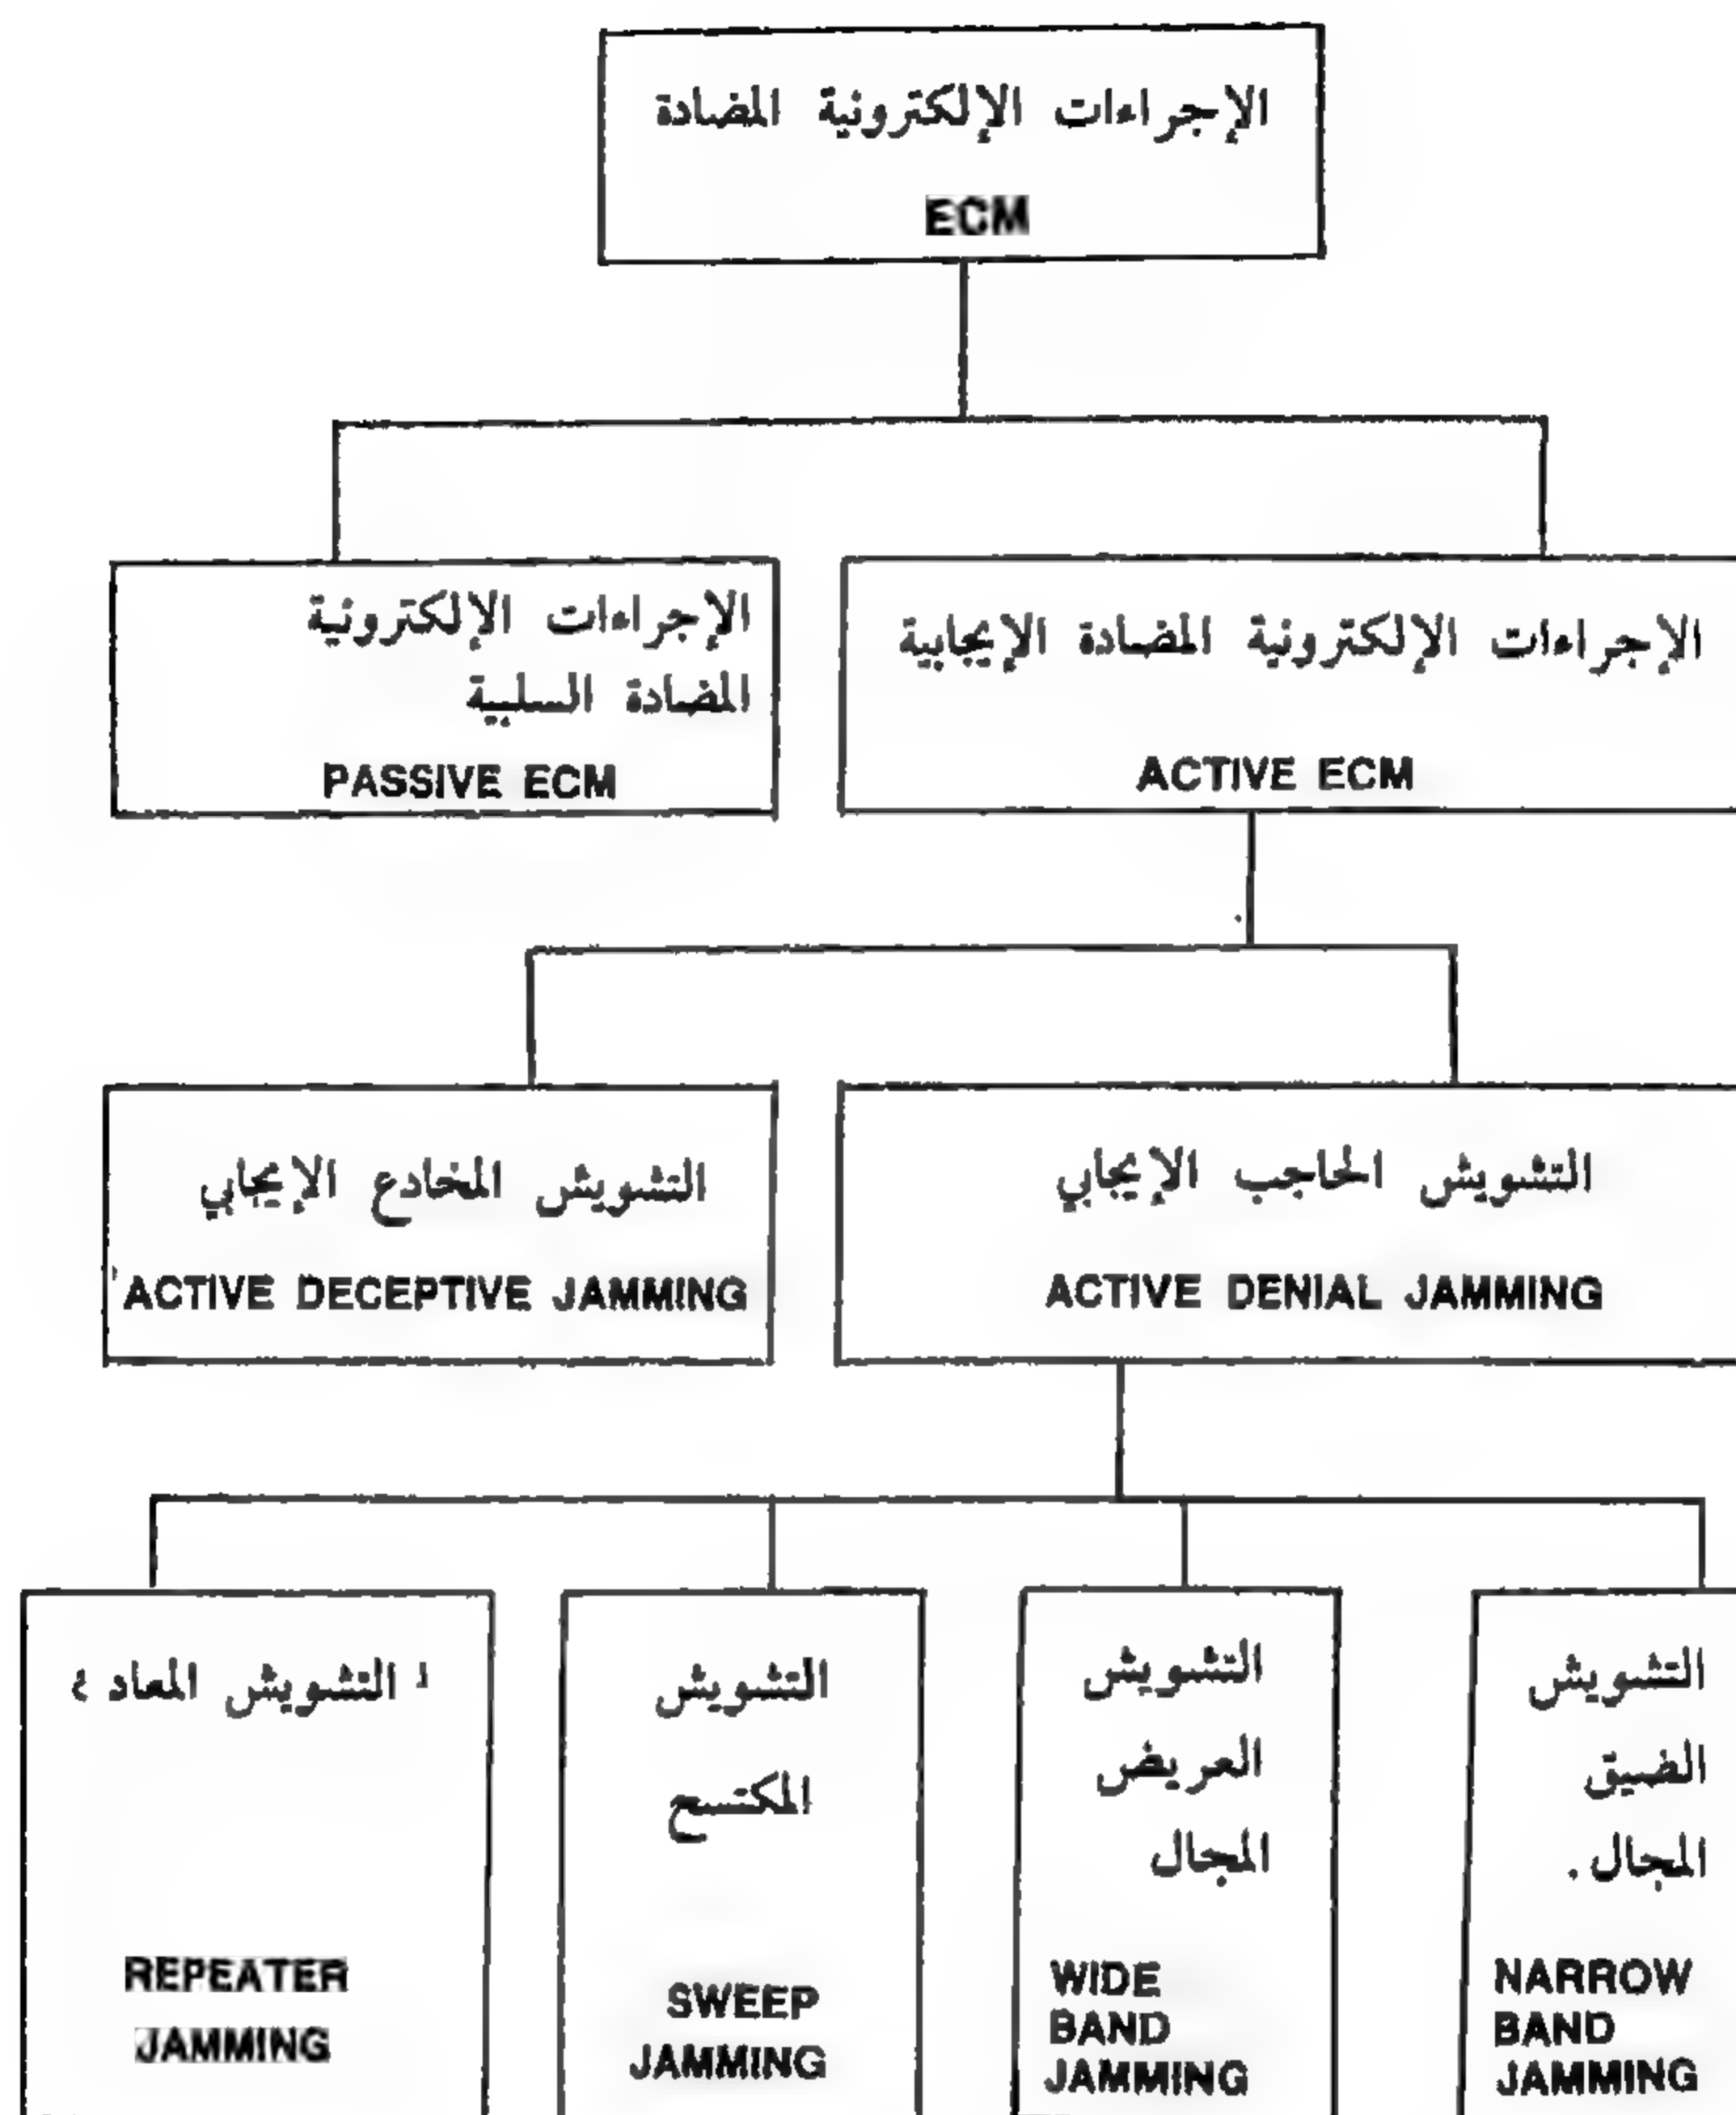 الإجراءات الإلكترونية المضادة
ECM
الإجراءات الإلكترونية المضادة الإيجابية
ACTIVE ECM
الإجراءات الإلكترونية
المضادة السلبية
PASSIVE ECM
التشويش الحاجب الإيجابي
ACTIVE DENIAL JAMMING
التشويش المخادع الإيجابي
ACTIVE DECEPTIVE JAMMING
التشويش
الضيق
المجال.
NARROW
BAND
JAMMING
التشويش
العريض
المجال
WIDE
BAND
JAMMING
التشويش
المكتسح
SWEEP
JAMMING
التشويش المعاد
REPEATER
JAMMING